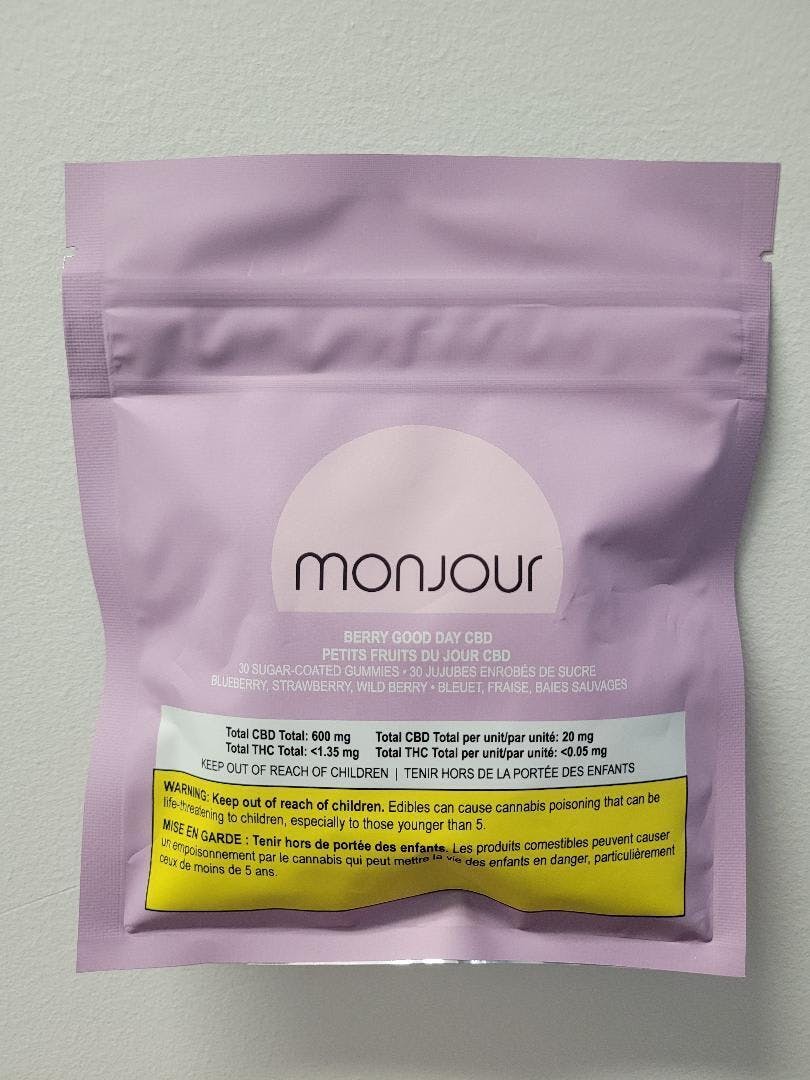 monjour
BERRY GOOD DAY CBD
PETITS FRUITS DU JOUR CBD
30 SUGAR-COATED GUMMIES • 30 JUJUBES ENROBÉS DE SUCRE
BLUEBERRY, STRAWBERRY, WILD BERRY • BLEUET, FRAISE, BAIES SAUVAGES
Total CBD Total: 600 mg Total CBD Total per unit/par unité: 20 mg
Total THC Total: <1.35 mg Total THC Total per unit/par unité: <0.05 mg
KEEP OUT OF REACH OF CHILDREN | TENIR HORS DE LA PORTÉE DES ENFANTS
WARNING: Keep out of reach of children. Edibles can cause cannabis poisoning that can be
life-threatening to children, especially to those younger than 5.
MISE EN GARDE : Tenir hors de portée des enfants. Les produits comestibles peuvent causer
un empoisonnement par le cannabis qui peut mettre la vie des enfants en danger, particulièrement
ceux de moins de 5 ans.